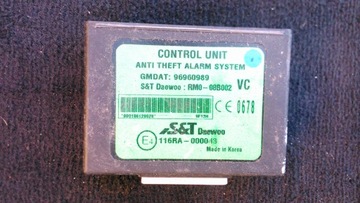 CONTROL UNIT
ANTI THEFT ALARM SYSTEM
GMDAT: 96960989
S&T Daewoo : RM0-08B002 VC
CE 0678
S&T Daewoo
E4 116RA-000043
Made in Korea